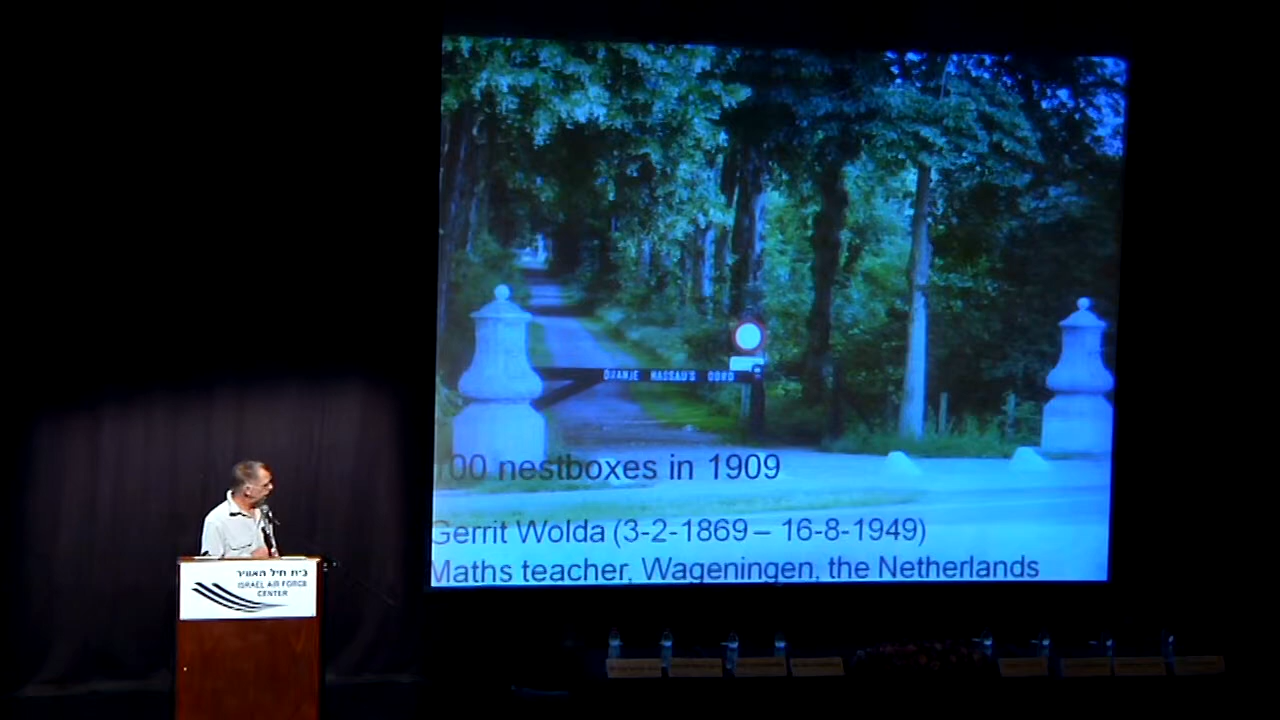 ORANJE NASSAU'S OORD
00 nestboxes in 1909
Gerrit Wolda (3-2-1869 – 16-8-1949)
Maths teacher, Wageningen, the Netherlands
בית חיל האוויר
ISRAEL AIR FORCE
CENTER